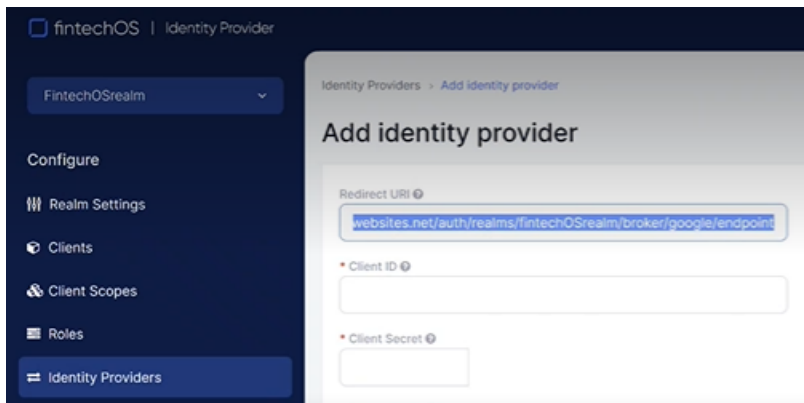 fintechOS | Identity Provider
FintechOSrealm
Configure
Realm Settings
Clients
Client Scopes
Roles
Identity Providers
Identity Providers > Add identity provider
Add identity provider
Redirect URI
websites.net/auth/realms/fintechOSrealm/broker/google/endpoint
* Client ID
* Client Secret